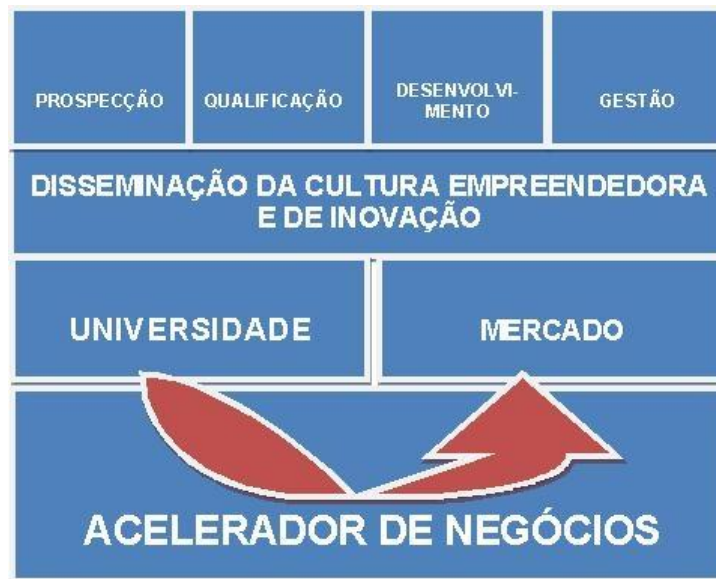 PROSPECÇÃO
QUALIFICAÇÃO
DESENVOLVI-
MENTO
GESTÃO
DISSEMINAÇÃO DA CULTURA EMPREENDEDORA
E DE INOVAÇÃO
UNIVERSIDADE
MERCADO
ACELERADOR DE NEGÓCIOS